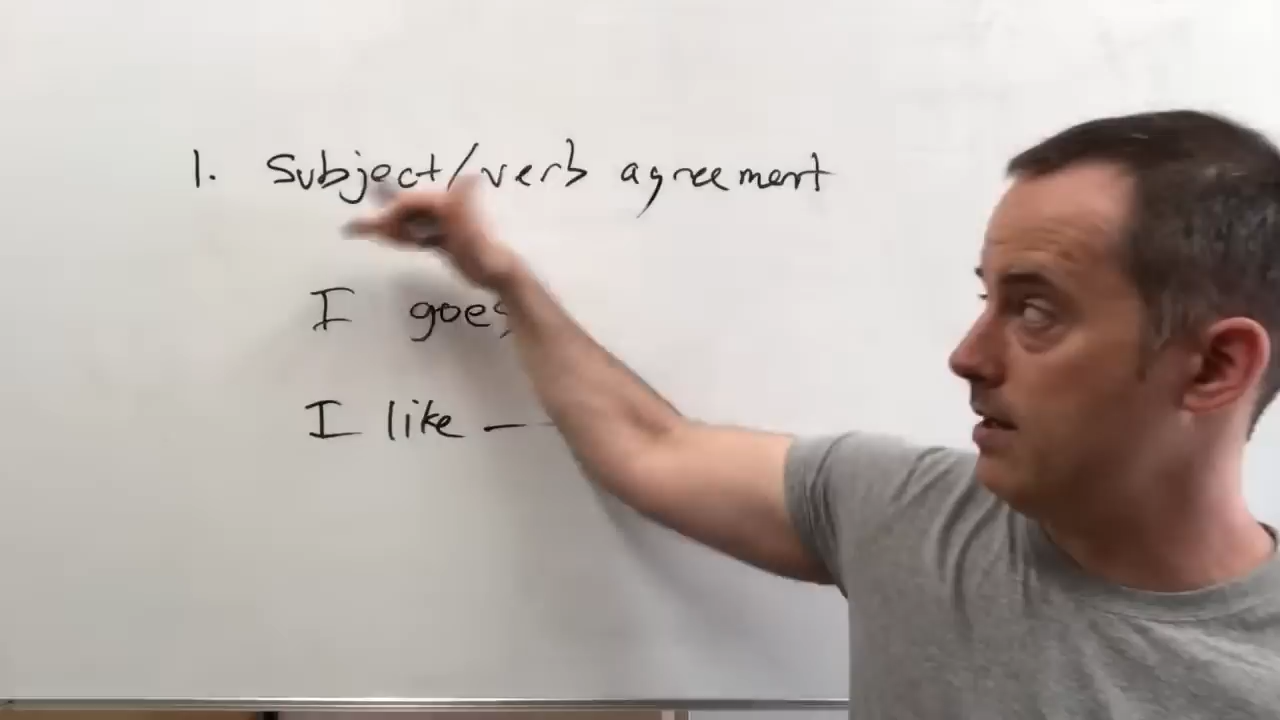 1. Subject/verb agreement
I goes
I like —